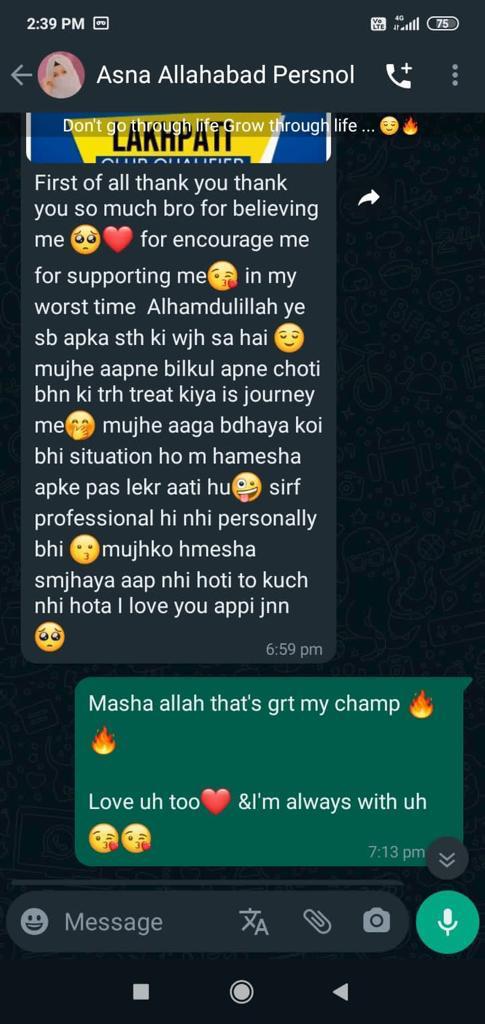 2:39 PM
Vo LTE 4G 75
Asna Allahabad Persnol
Don't go through life Grow through life ... 😌🔥
LAKHPATI
CLUB QUALIFIER
First of all thank you thank
you so much bro for believing
me 🥺❤️ for encourage me
for supporting me😘 in my
worst time  Alhamdulillah ye
sb apka sth ki wjh sa hai 😌
mujhe aapne bilkul apne choti
bhn ki trh treat kiya is journey
me🤭 mujhe aaga bdhaya koi
bhi situation ho m hamesha
apke pas lekr aati hu🤪 sirf
professional hi nhi personally
bhi 😗mujhko hmesha
smjhaya aap nhi hoti to kuch
nhi hota I love you appi jnn
🥺
6:59 pm
Masha allah that's grt my champ 🔥
🔥
Love uh too❤️ &I'm always with uh
😘😘
7:13 pm
Message